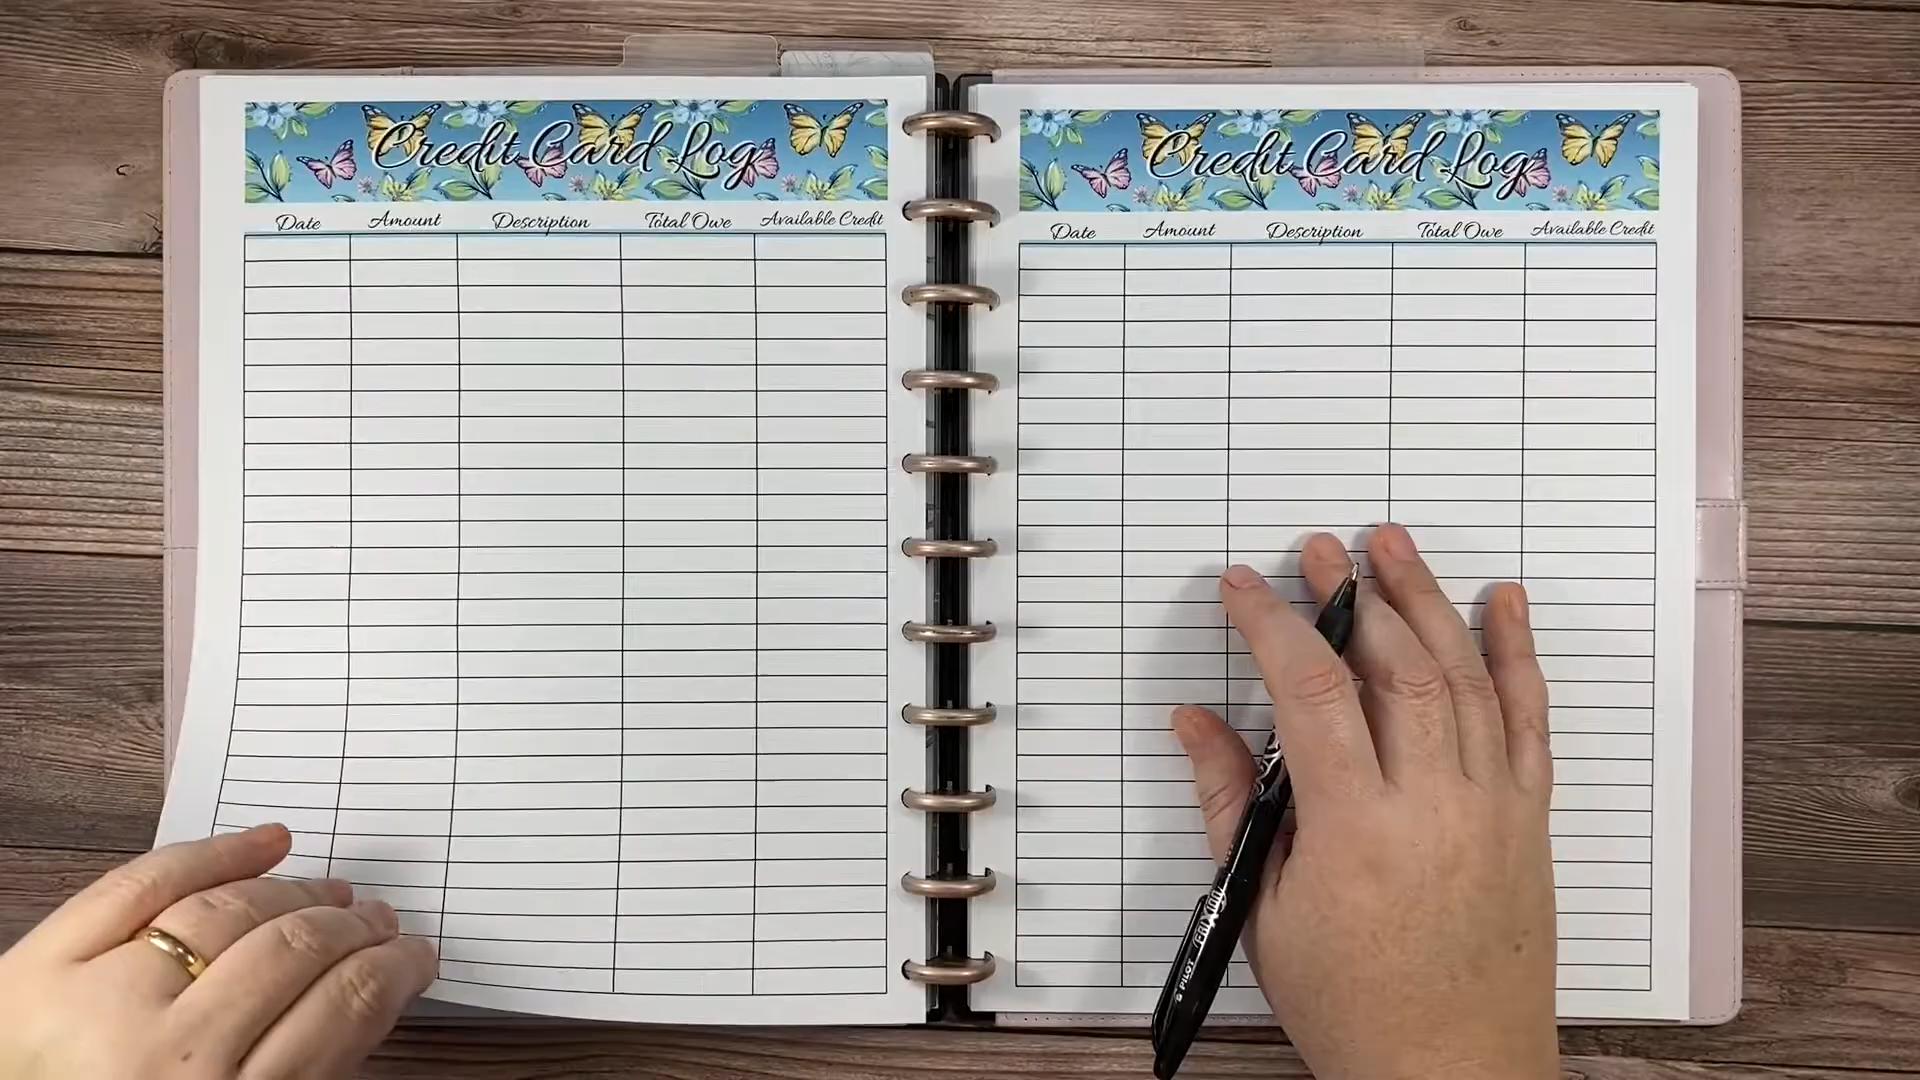 Credit Card Log
Date Amount Description Total Owe Available Credit
Credit Card Log
Date Amount Description Total Owe Available Credit
PILOT FRIXION